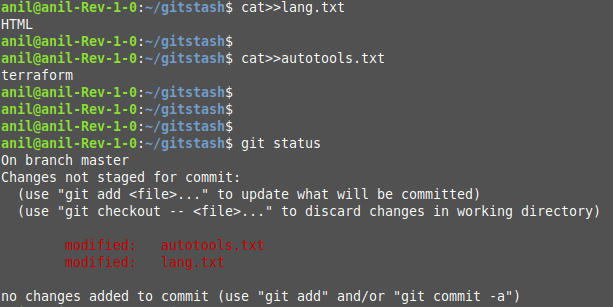 anil@anil-Rev-1-0:~/gitstash$ cat>>lang.txt
HTML
anil@anil-Rev-1-0:~/gitstash$
anil@anil-Rev-1-0:~/gitstash$ cat>>autotools.txt
terraform
anil@anil-Rev-1-0:~/gitstash$
anil@anil-Rev-1-0:~/gitstash$
anil@anil-Rev-1-0:~/gitstash$
anil@anil-Rev-1-0:~/gitstash$ git status
On branch master
Changes not staged for commit:
  (use "git add <file>..." to update what will be committed)
  (use "git checkout -- <file>..." to discard changes in working directory)

        modified:   autotools.txt
        modified:   lang.txt

no changes added to commit (use "git add" and/or "git commit -a")